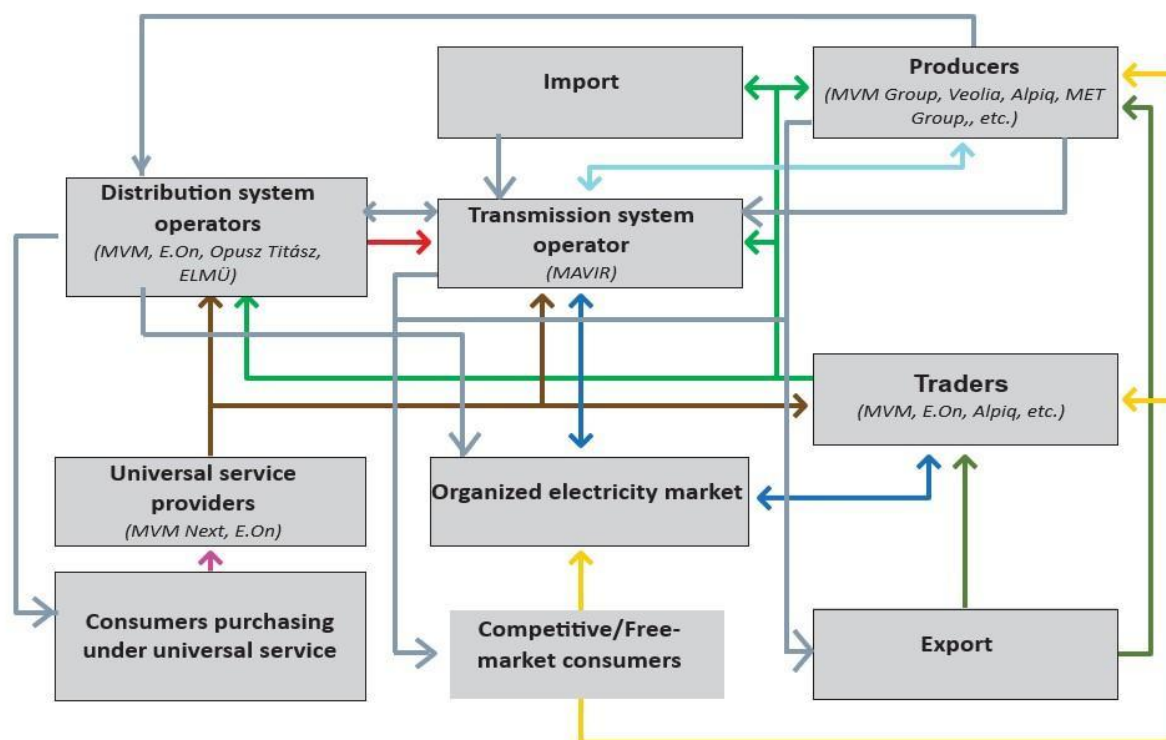 Import
Producers
(MVM Group, Veolia, Alpiq, MET
Group,, etc.)
Distribution system
operators
(MVM, E.On, Opusz Titász,
ELMÜ)
Transmission system
operator
(MAVIR)
Traders
(MVM, E.On, Alpiq, etc.)
Universal service
providers
(MVM Next, E.On)
Organized electricity market
Consumers purchasing
under universal service
Competitive/Free-
market consumers
Export